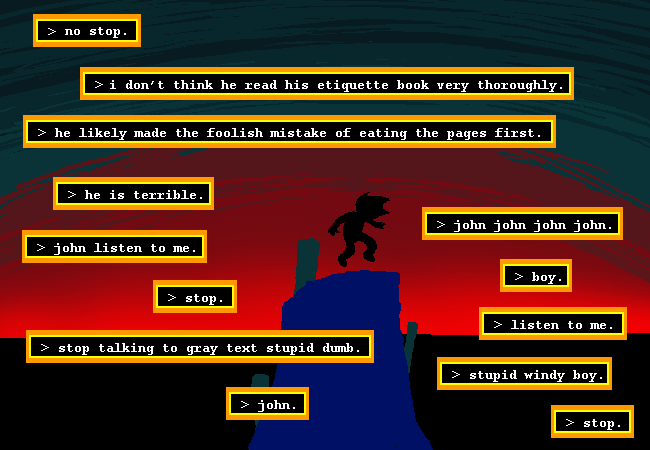 > no stop.
> i don't think he read his etiquette book very thoroughly.
> he likely made the foolish mistake of eating the pages first.
> he is terrible.
> john john john john.
> john listen to me.
> boy.
> stop.
> listen to me.
> stop talking to gray text stupid dumb.
> stupid windy boy.
> john.
> stop.